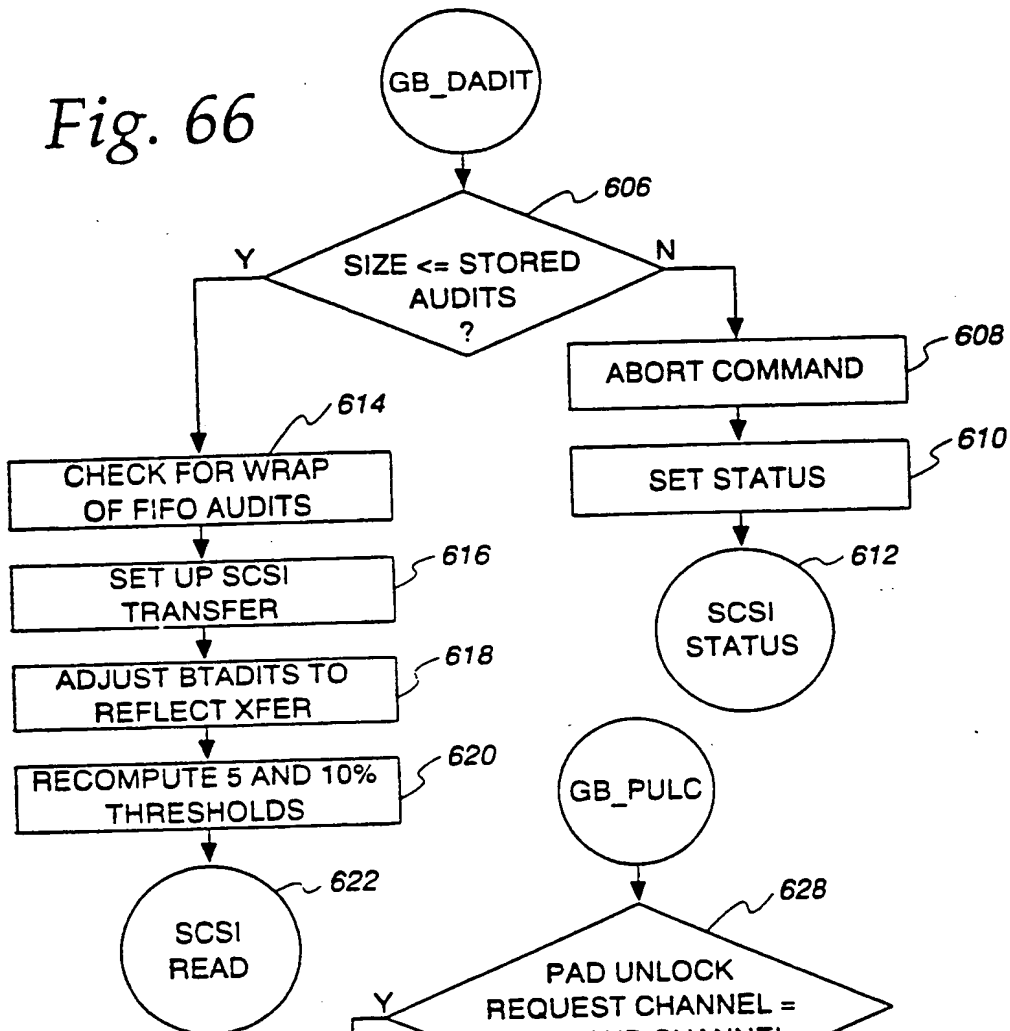 Fig. 66
GB_DADIT
606
Y
N
SIZE <= STORED
AUDITS
?
608
ABORT COMMAND
610
SET STATUS
612
SCSI
STATUS
614
CHECK FOR WRAP
OF FIFO AUDITS
616
SET UP SCSI
TRANSFER
618
ADJUST BTADITS TO
REFLECT XFER
620
RECOMPUTE 5 AND 10%
THRESHOLDS
622
SCSI
READ
GB_PULC
628
Y
PAD UNLOCK
REQUEST CHANNEL =
CHANNEL